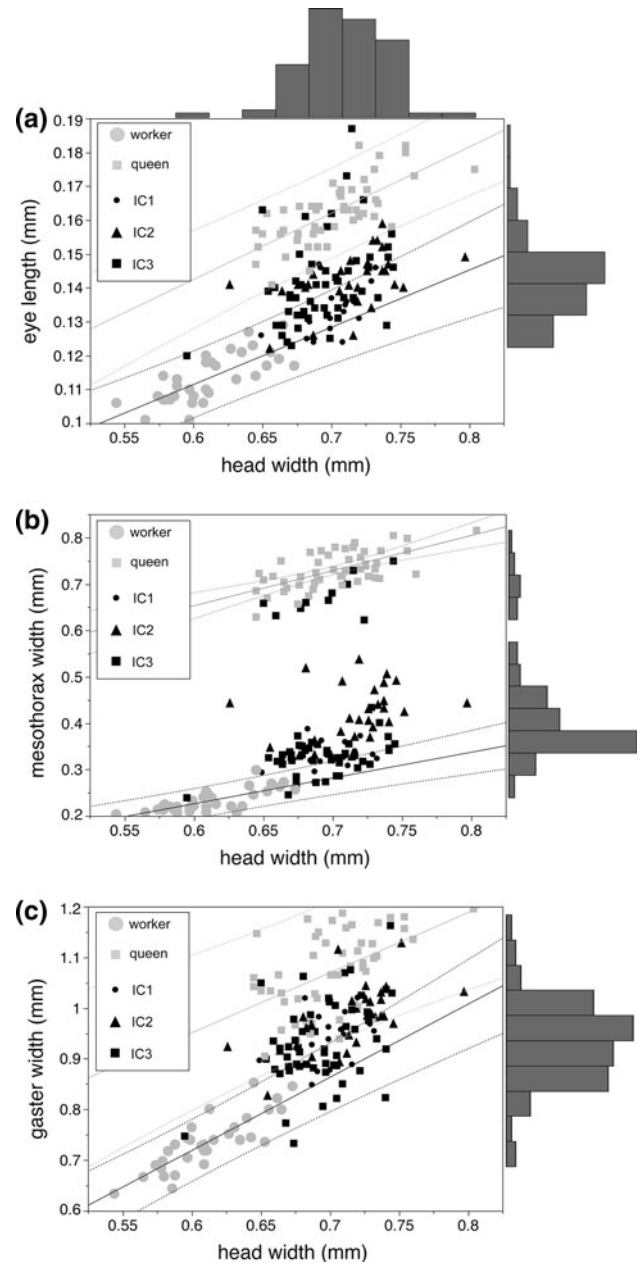 (a)
0.19
0.18
0.17
0.16
0.15
0.14
0.13
0.12
0.11
0.1
eye length (mm)
worker
queen
IC1
IC2
IC3
0.55 0.6 0.65 0.7 0.75 0.8
head width (mm)
(b)
0.8
0.7
0.6
0.5
0.4
0.3
0.2
mesothorax width (mm)
worker
queen
IC1
IC2
IC3
0.55 0.6 0.65 0.7 0.75 0.8
head width (mm)
(c)
1.2
1.1
1
0.9
0.8
0.7
0.6
gaster width (mm)
worker
queen
IC1
IC2
IC3
0.55 0.6 0.65 0.7 0.75 0.8
head width (mm)